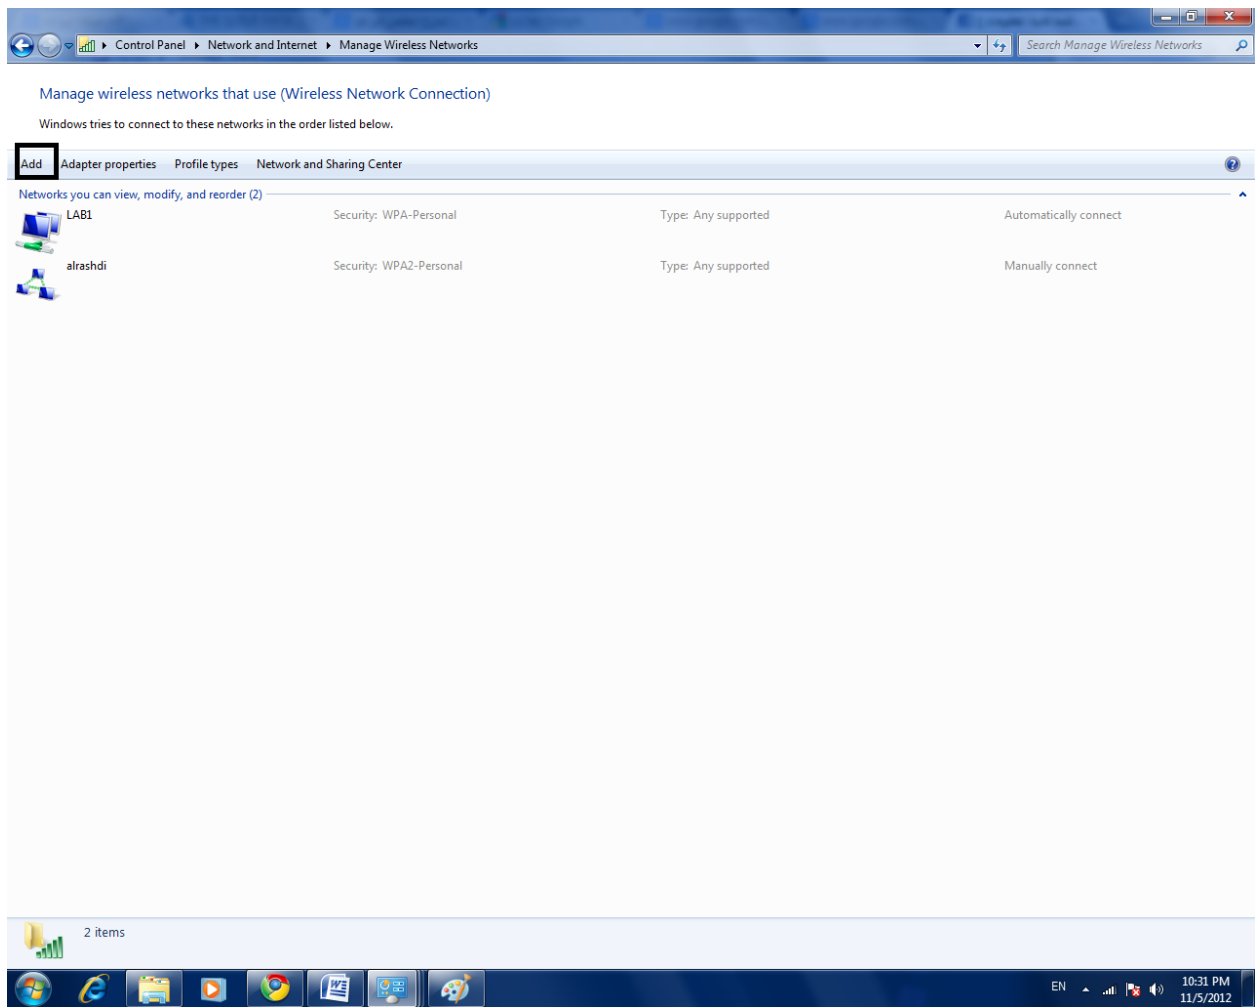 Control Panel ▸ Network and Internet ▸ Manage Wireless Networks
Search Manage Wireless Networks
Manage wireless networks that use (Wireless Network Connection)
Windows tries to connect to these networks in the order listed below.
Add Adapter properties Profile types Network and Sharing Center
Networks you can view, modify, and reorder (2)
LAB1 Security: WPA-Personal Type: Any supported Automatically connect
alrashdi Security: WPA2-Personal Type: Any supported Manually connect
2 items
EN 10:31 PM
11/5/2012